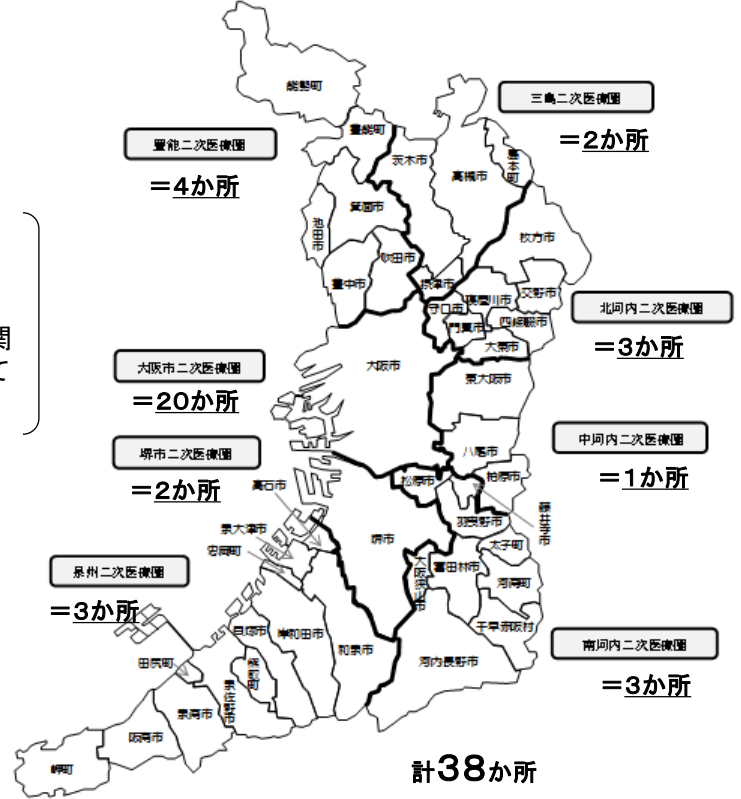 能勢町
三島二次医療圏
＝2か所
豊能町
豊能二次医療圏
＝4か所
茨木市
高槻市
島本町
箕面市
池田市
枚方市
吹田市
豊中市
摂津市
寝屋川市
交野市
守口市
北河内二次医療圏
門真市
四條畷市
＝3か所
大東市
関
て
大阪市二次医療圏
大阪市
東大阪市
＝20か所
堺市二次医療圏
八尾市
中河内二次医療圏
＝2か所
松原市
柏原市
＝1か所
高石市
藤井寺市
羽曳野市
泉大津市
忠岡町
堺市
太子町
大阪狭山市
富田林市
河南町
泉州二次医療圏
＝3か所
千早赤阪村
貝塚市
岸和田市
和泉市
南河内二次医療圏
田尻町
熊取町
河内長野市
＝3か所
泉佐野市
泉南市
阪南市
岬町
計38か所